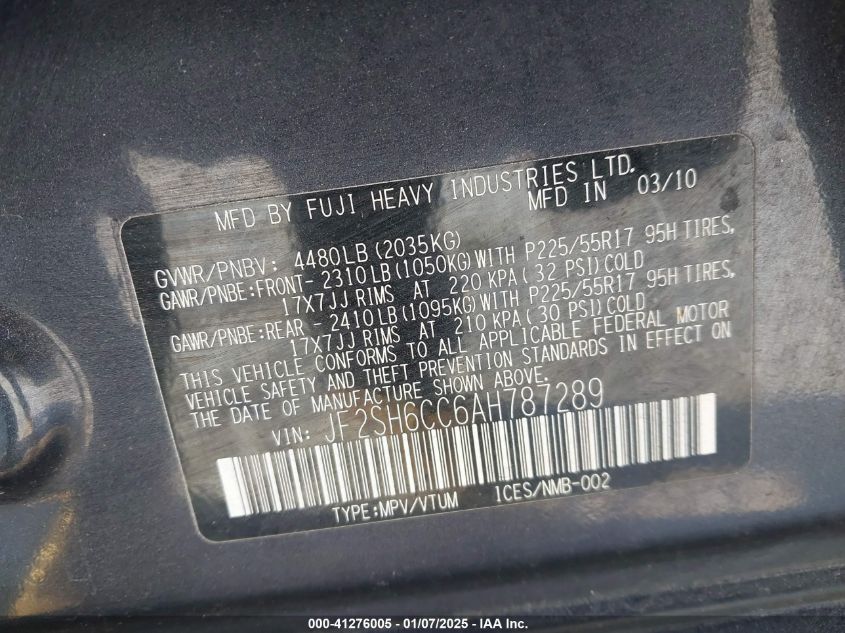 MFD BY FUJI HEAVY INDUSTRIES LTD.
MFD IN 03/10
GVWR/PNBV: 4480LB (2035KG)
GAWR/PNBE:FRONT-2310LB(1050KG)WITH P225/55R17 95H TIRES,
17X7JJ RIMS AT 220 KPA(32 PSI)COLD
GAWR/PNBE:REAR -2410LB(1095KG)WITH P225/55R17 95H TIRES,
17X7JJ RIMS AT 210 KPA(30 PSI)COLD
THIS VEHICLE CONFORMS TO ALL APPLICABLE FEDERAL MOTOR
VEHICLE SAFETY AND THEFT PREVENTION STANDARDS IN EFFECT ON
THE DATE OF MANUFACTURE SHOWN ABOVE.
VIN: JF2SH6CC6AH787289
TYPE:MPV/VTUM ICES/NMB-002
000-41276005 - 01/07/2025 - IAA Inc.